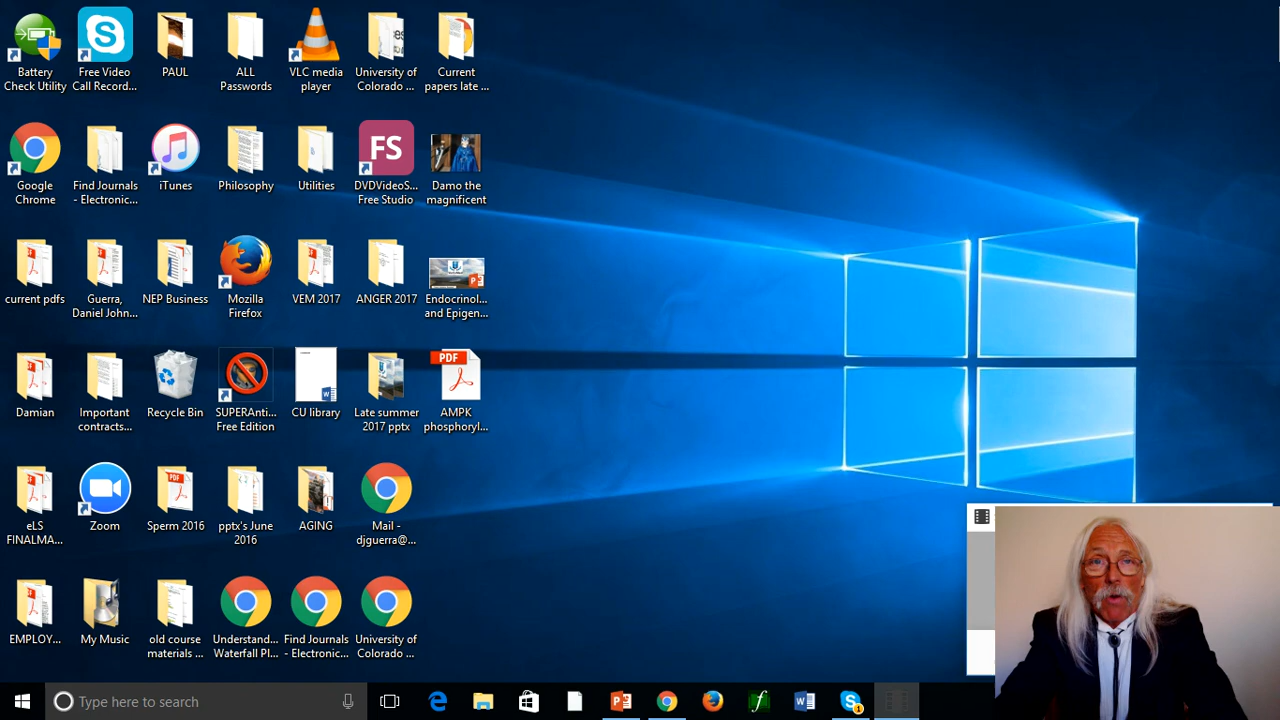 Battery
Check Utility
Free Video
Call Record...
PAUL
ALL
Passwords
VLC media
player
University of
Colorado ...
Current
papers late ...
Google
Chrome
Find Journals
- Electronic...
iTunes
Philosophy
Utilities
FS
DVDVideoS...
Free Studio
Damo the
magnificent
current pdfs
Guerra,
Daniel John...
NEP Business
Mozilla
Firefox
VEM 2017
ANGER 2017
Endocrinol...
and Epigen...
Damian
Important
contracts...
Recycle Bin
SUPERAnti...
Free Edition
CU library
Late summer
2017 pptx
PDF
AMPK
phosphoryl...
eLS
FINALMA...
Zoom
PDF
Sperm 2016
pptx's June
2016
AGING
Mail -
djguerra@...
EMPLOY...
My Music
old course
materials ...
Understand...
Waterfall Pl...
Find Journals
- Electronic...
University of
Colorado ...
Type here to search
1